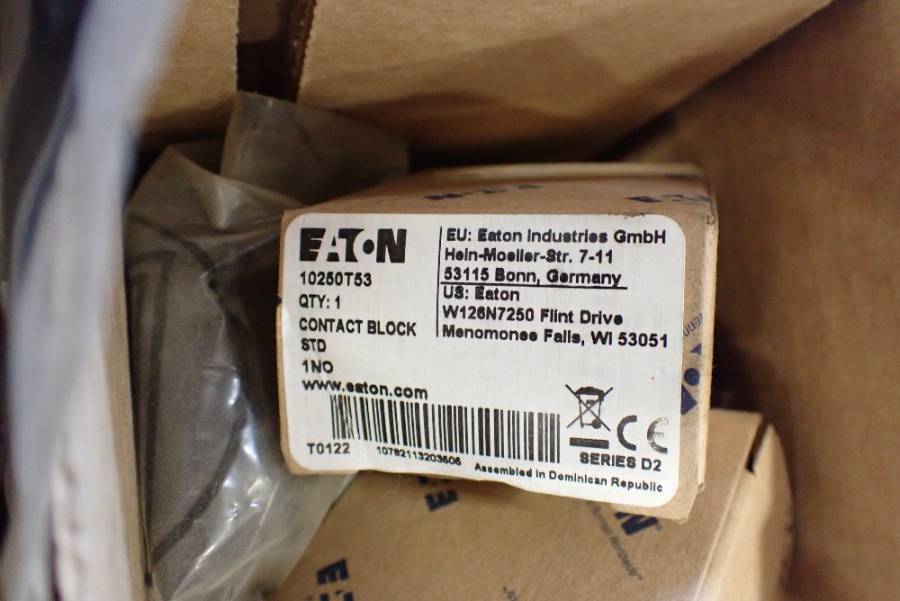 EATON
10250T53
QTY: 1
CONTACT BLOCK
STD
1NO
www.eaton.com
EU: Eaton Industries GmbH
Hein-Moeller-Str. 7-11
53115 Bonn, Germany
US: Eaton
W126N7250 Flint Drive
Menomonee Falls, WI 53051
T0122
10782113203606
CE
SERIES D2
Assembled in Dominican Republic
EATON